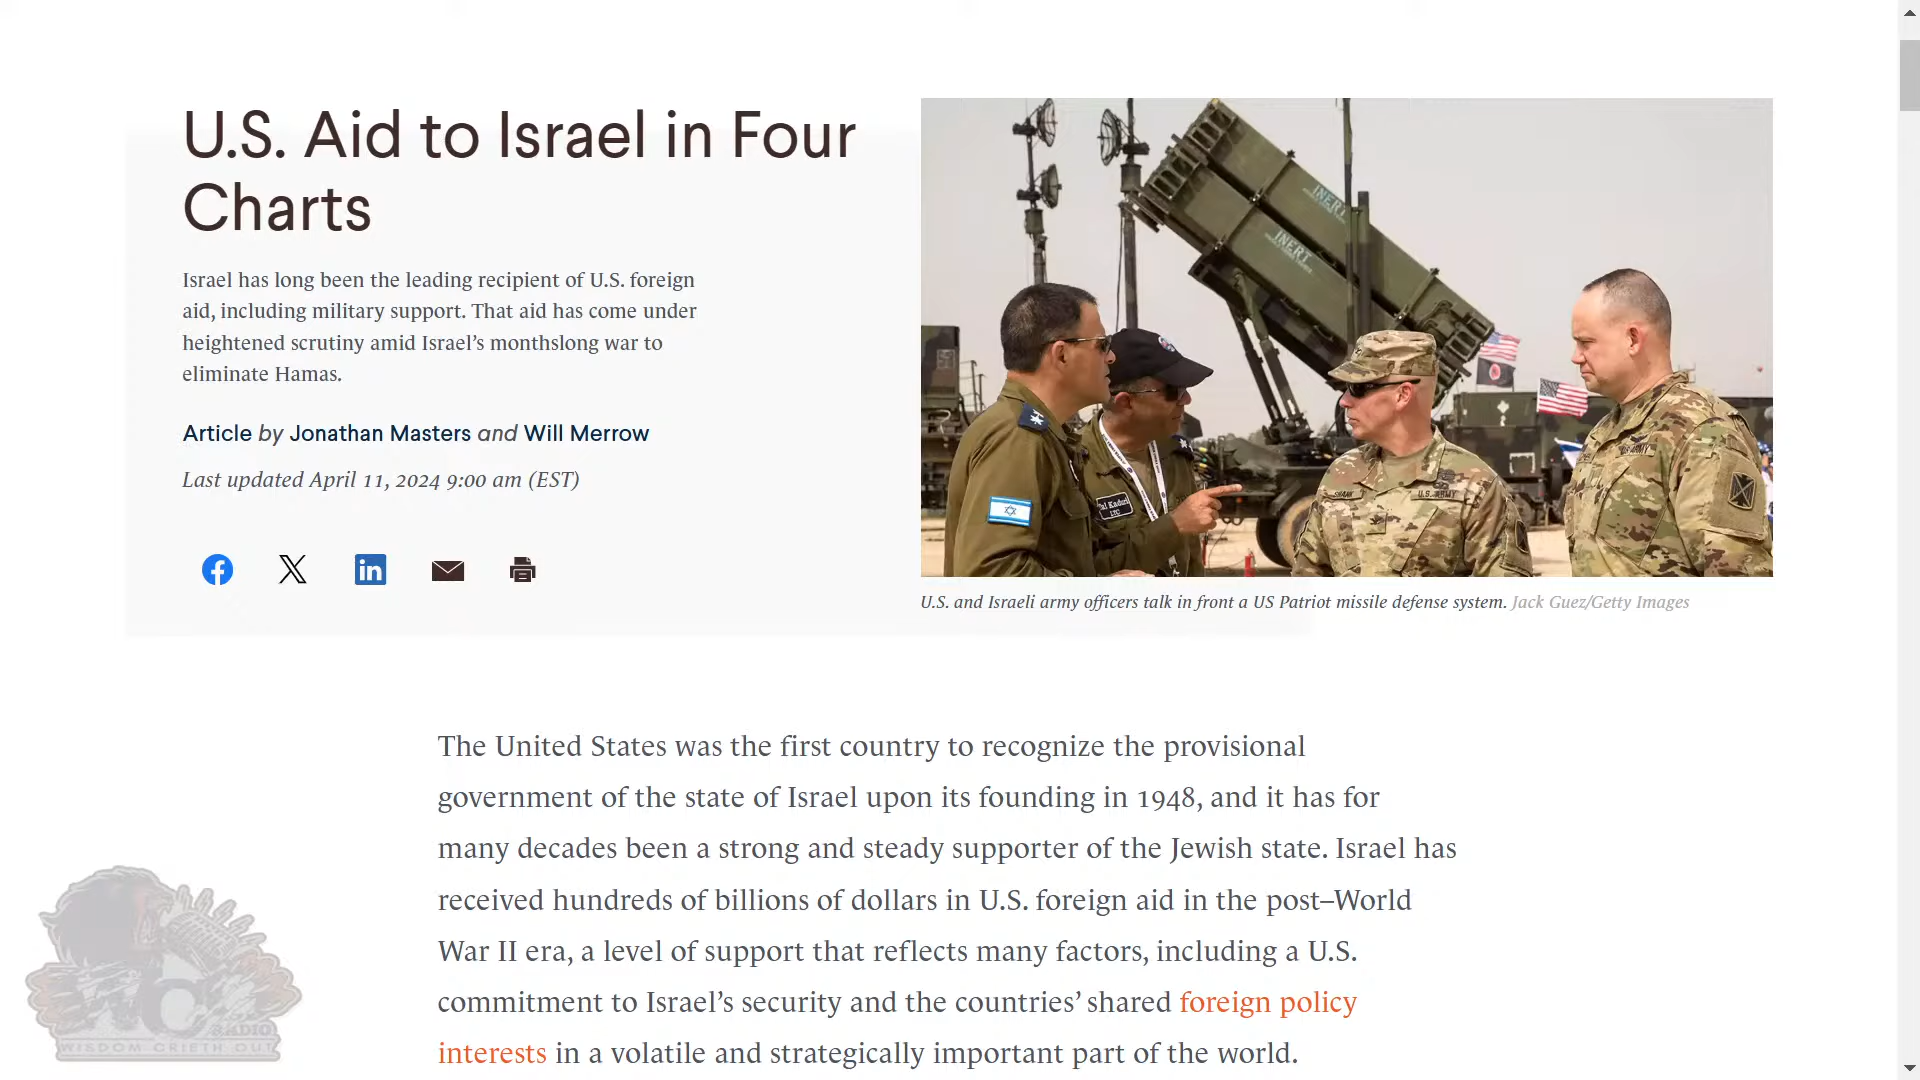 U.S. Aid to Israel in Four
Charts
Israel has long been the leading recipient of U.S. foreign
aid, including military support. That aid has come under
heightened scrutiny amid Israel’s monthslong war to
eliminate Hamas.
Article by Jonathan Masters and Will Merrow
Last updated April 11, 2024 9:00 am (EST)
INERT
INERT
Tal Kaduri
LTC
U.S. ARMY
U.S. and Israeli army officers talk in front a US Patriot missile defense system. Jack Guez/Getty Images
The United States was the first country to recognize the provisional
government of the state of Israel upon its founding in 1948, and it has for
many decades been a strong and steady supporter of the Jewish state. Israel has
received hundreds of billions of dollars in U.S. foreign aid in the post–World
War II era, a level of support that reflects many factors, including a U.S.
commitment to Israel’s security and the countries’ shared foreign policy
interests in a volatile and strategically important part of the world.
RADIO
WISDOM CRIETH OUT